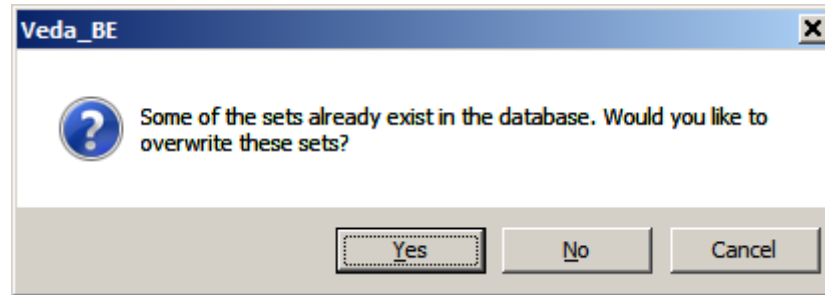 Veda_BE
Some of the sets already exist in the database. Would you like to
overwrite these sets?
Yes No Cancel